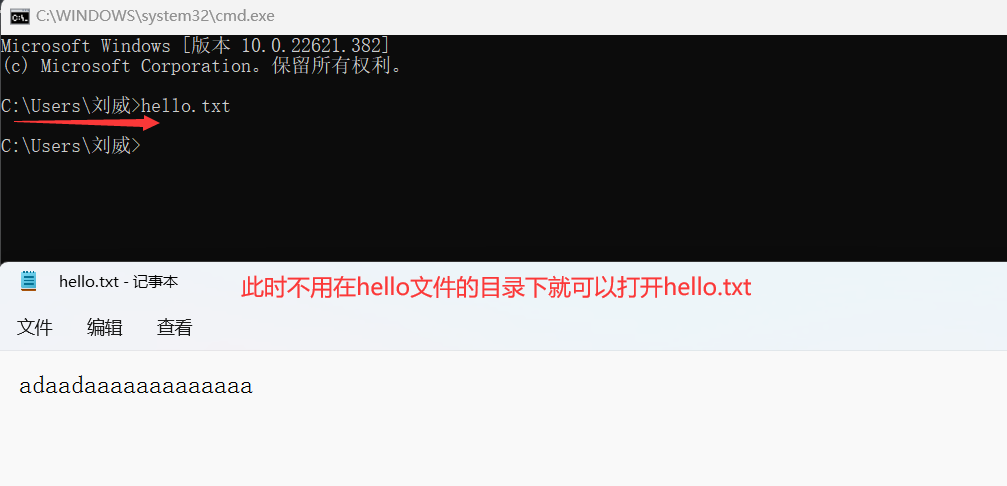 C:\WINDOWS\system32\cmd.exe
Microsoft Windows [版本 10.0.22621.382]
(c) Microsoft Corporation。保留所有权利。
C:\Users\刘威>hello.txt
C:\Users\刘威>
hello.txt - 记事本
此时不用在hello文件的目录下就可以打开hello.txt
文件 编辑 查看
adaadaaaaaaaaaaaaa